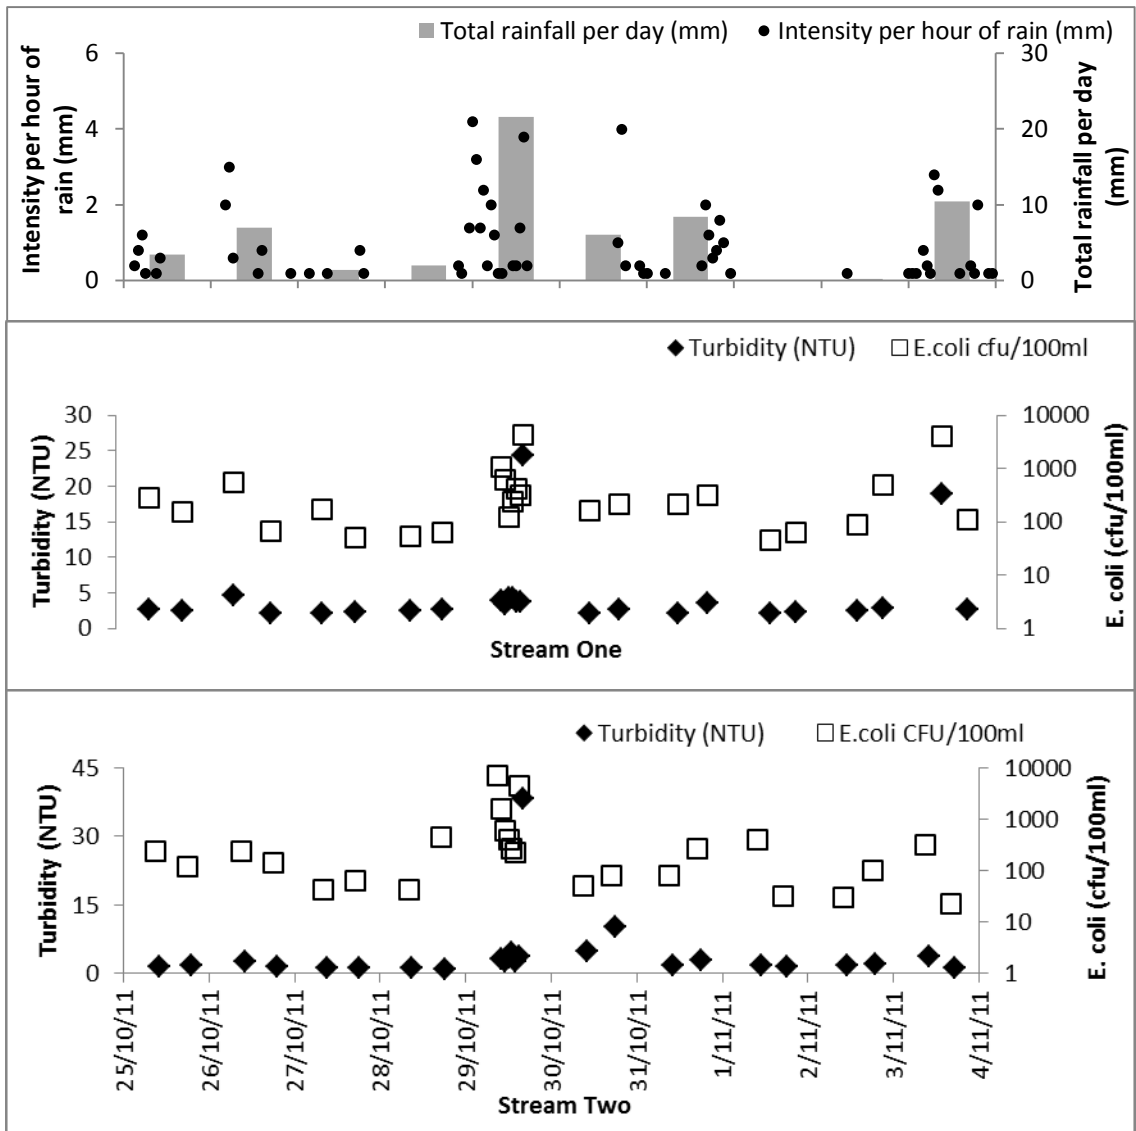 Total rainfall per day (mm)
Intensity per hour of rain (mm)
Intensity per hour of
rain (mm)
6
4
2
0
30
20
10
0
Total rainfall per day
(mm)
Turbidity (NTU)
E.coli cfu/100ml
Turbidity (NTU)
30
25
20
15
10
5
0
10000
1000
100
10
1
E. coli (cfu/100ml)
Stream One
Turbidity (NTU)
E.coli CFU/100ml
Turbidity (NTU)
45
30
15
0
10000
1000
100
10
1
E. coli (cfu/100ml)
25/10/11
26/10/11
27/10/11
28/10/11
29/10/11
30/10/11
31/10/11
1/11/11
2/11/11
3/11/11
4/11/11
Stream Two